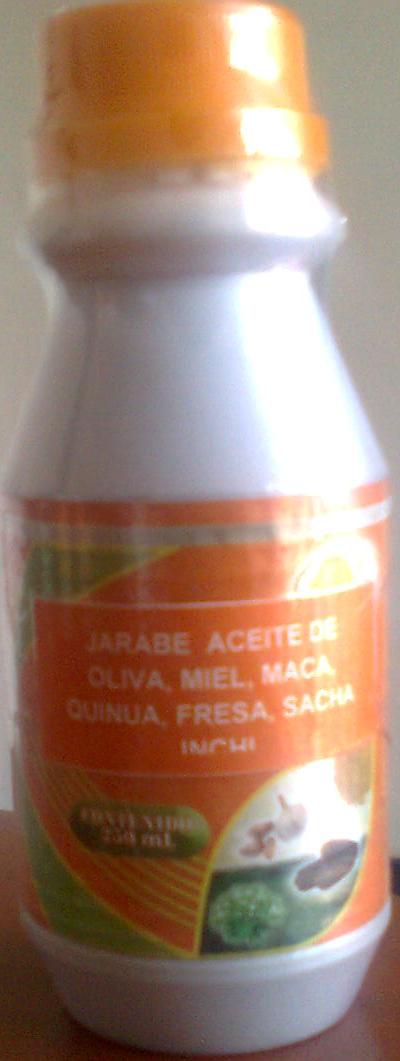 JARABE ACEITE DE
OLIVA, MIEL, MACA,
QUINUA, FRESA, SACHA
INCHI
CONTENIDO
250 mL